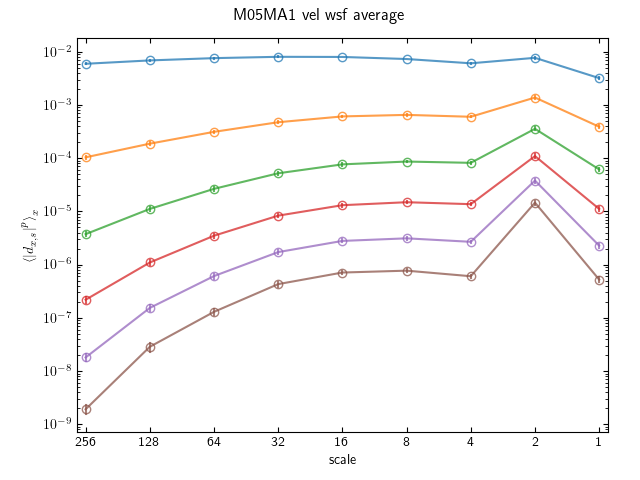 M05MA1 vel wsf average
⟨|d_{x,s}|^p⟩_x
10^{-2}
10^{-3}
10^{-4}
10^{-5}
10^{-6}
10^{-7}
10^{-8}
10^{-9}
256 128 64 32 16 8 4 2 1
scale